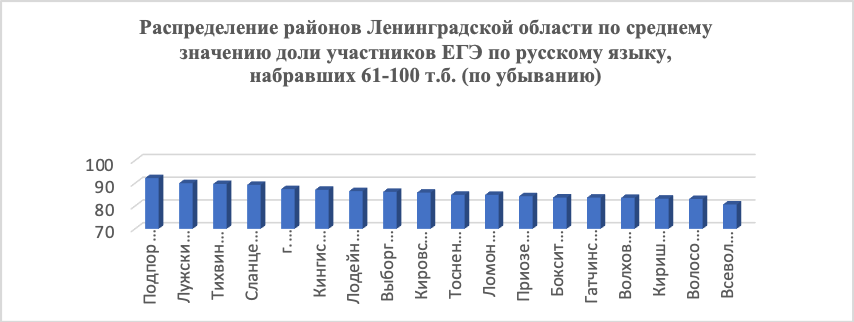 Распределение районов Ленинградской области по среднему
значению доли участников ЕГЭ по русскому языку,
набравших 61-100 т.б. (по убыванию)
100
90
80
70
Подпор…
Лужски…
Тихвин…
Сланце…
г.…
Кингис…
Лодейн…
Выборг…
Кировс…
Тоснен…
Ломон…
Приозе…
Боксит…
Гатчинс…
Волхов…
Кириш…
Волосо…
Всевол…